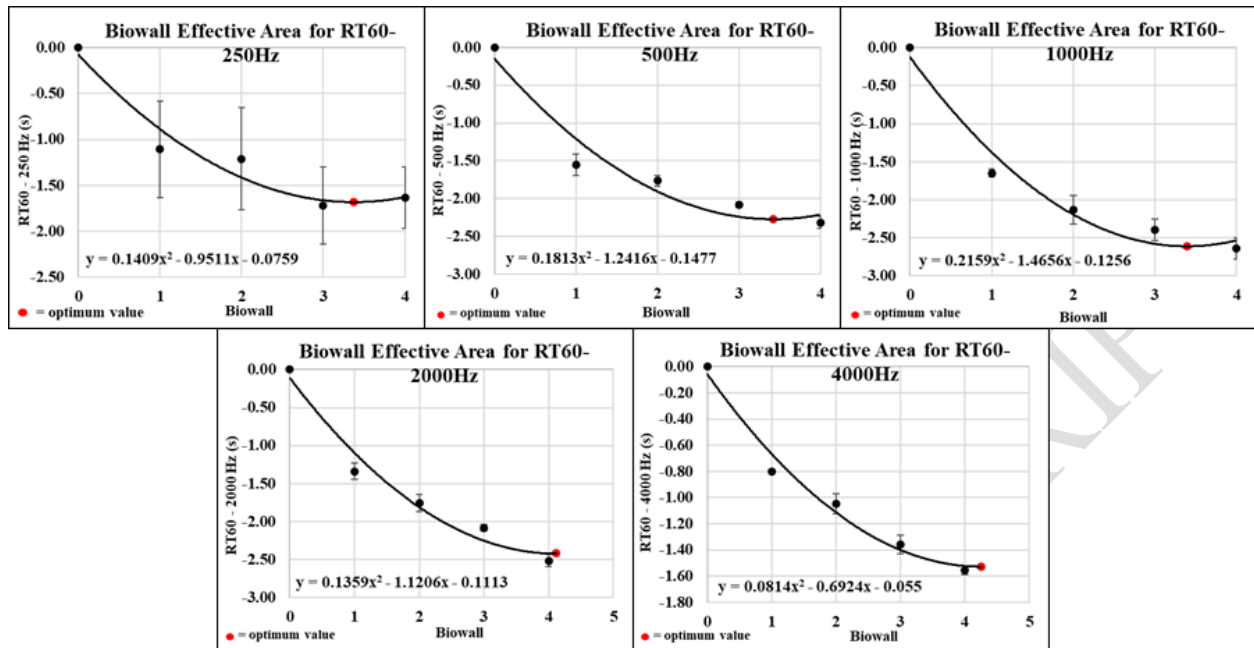 Biowall Effective Area for RT60-
250Hz
RT60 - 250 Hz (s)
0.00
-0.50
-1.00
-1.50
-2.00
-2.50
y = 0.1409x² - 0.9511x - 0.0759
0 1 2 3 4
Biowall
= optimum value
Biowall Effective Area for RT60-
500Hz
RT60 - 500 Hz (s)
0.00
-0.50
-1.00
-1.50
-2.00
-2.50
-3.00
y = 0.1813x² - 1.2416x - 0.1477
0 1 2 3 4
Biowall
= optimum value
Biowall Effective Area for RT60-
1000Hz
RT60 - 1000 Hz (s)
0.00
-0.50
-1.00
-1.50
-2.00
-2.50
-3.00
y = 0.2159x² - 1.4656x - 0.1256
0 1 2 3 4
Biowall
= optimum value
Biowall Effective Area for RT60-
2000Hz
RT60 - 2000 Hz (s)
0.00
-0.50
-1.00
-1.50
-2.00
-2.50
-3.00
y = 0.1359x² - 1.1206x - 0.1113
0 1 2 3 4 5
Biowall
= optimum value
Biowall Effective Area for RT60-
4000Hz
RT60 - 4000 Hz (s)
0.00
-0.20
-0.40
-0.60
-0.80
-1.00
-1.20
-1.40
-1.60
-1.80
y = 0.0814x² - 0.6924x - 0.055
0 1 2 3 4 5
Biowall
= optimum value